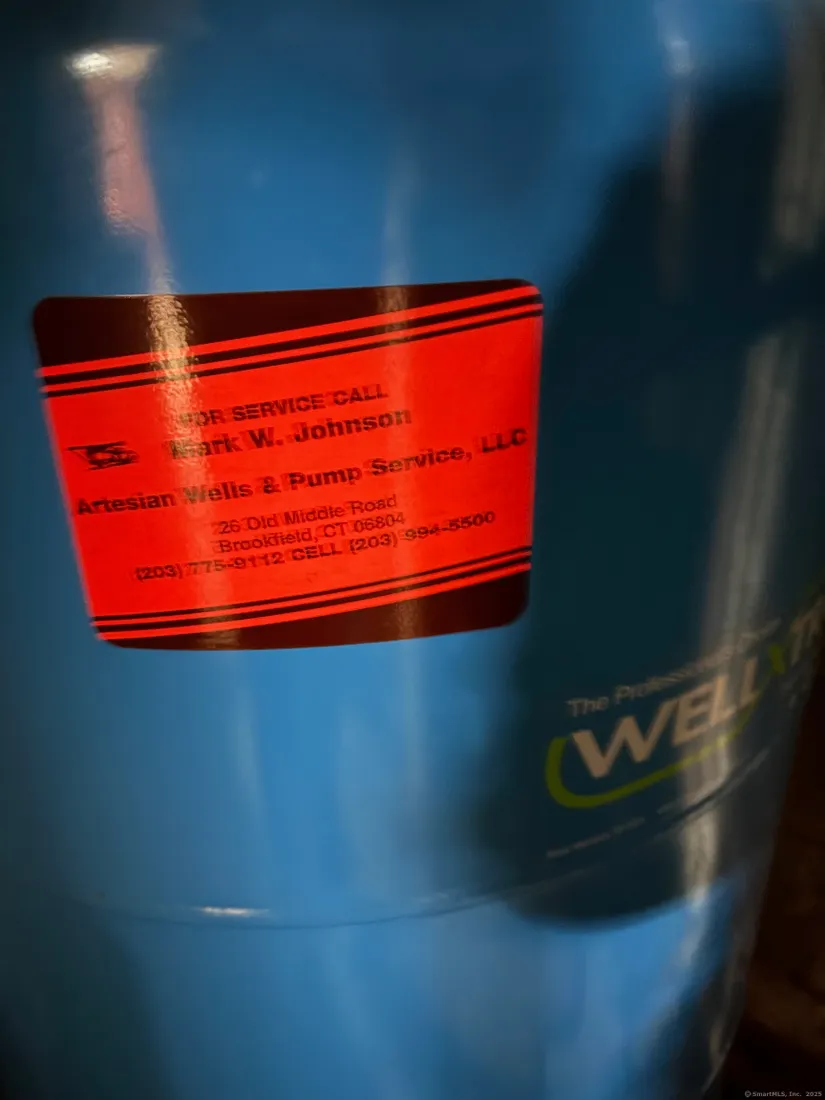 FOR SERVICE CALL
Mark W. Johnson
Artesian Wells & Pump Service, LLC
26 Old Middle Road
Brookfield, CT 06804
(203) 775-9112 CELL (203) 994-5500
The Professional's
WELLXTR
©SmartMLS, Inc. 2025